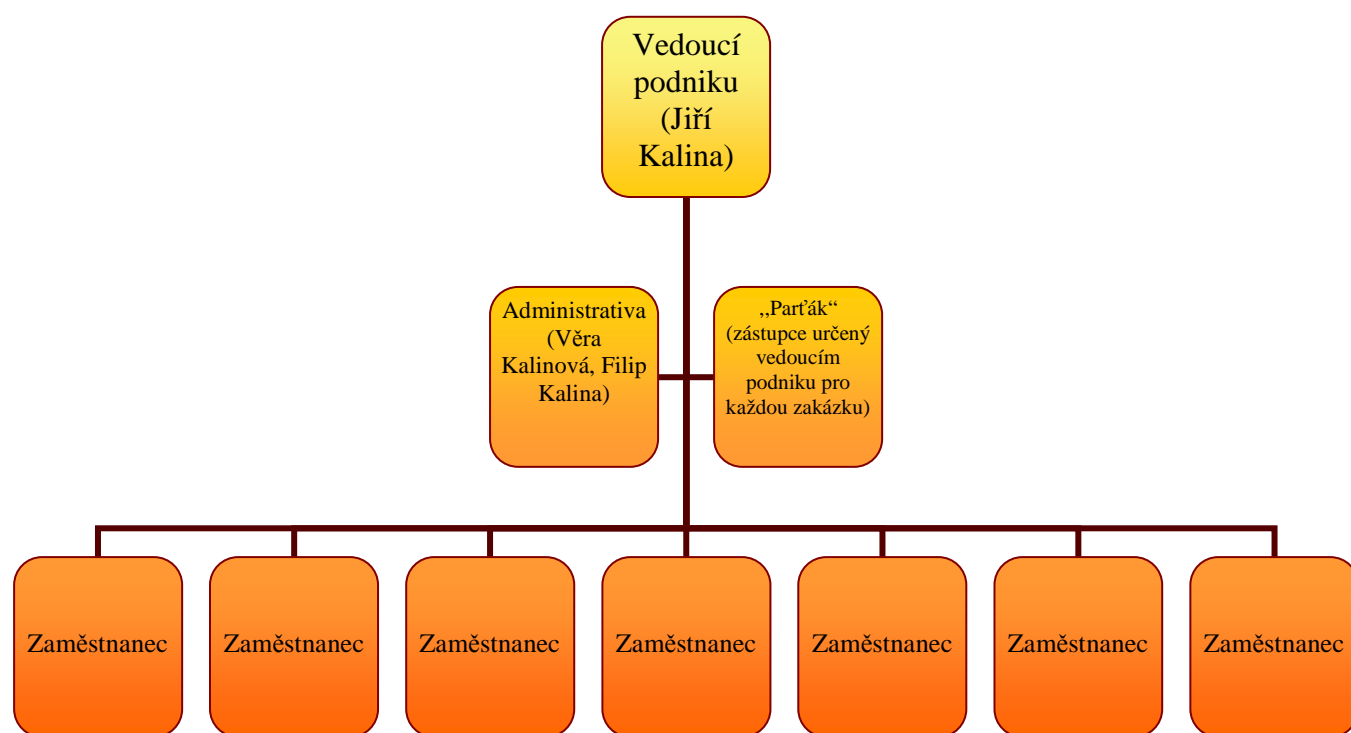 Vedoucí
podniku
(Jiří
Kalina)
Administrativa
(Věra
Kalinová, Filip
Kalina)
,,Parťák“
(zástupce určený
vedoucím
podniku pro
každou zakázku)
Zaměstnanec
Zaměstnanec
Zaměstnanec
Zaměstnanec
Zaměstnanec
Zaměstnanec
Zaměstnanec